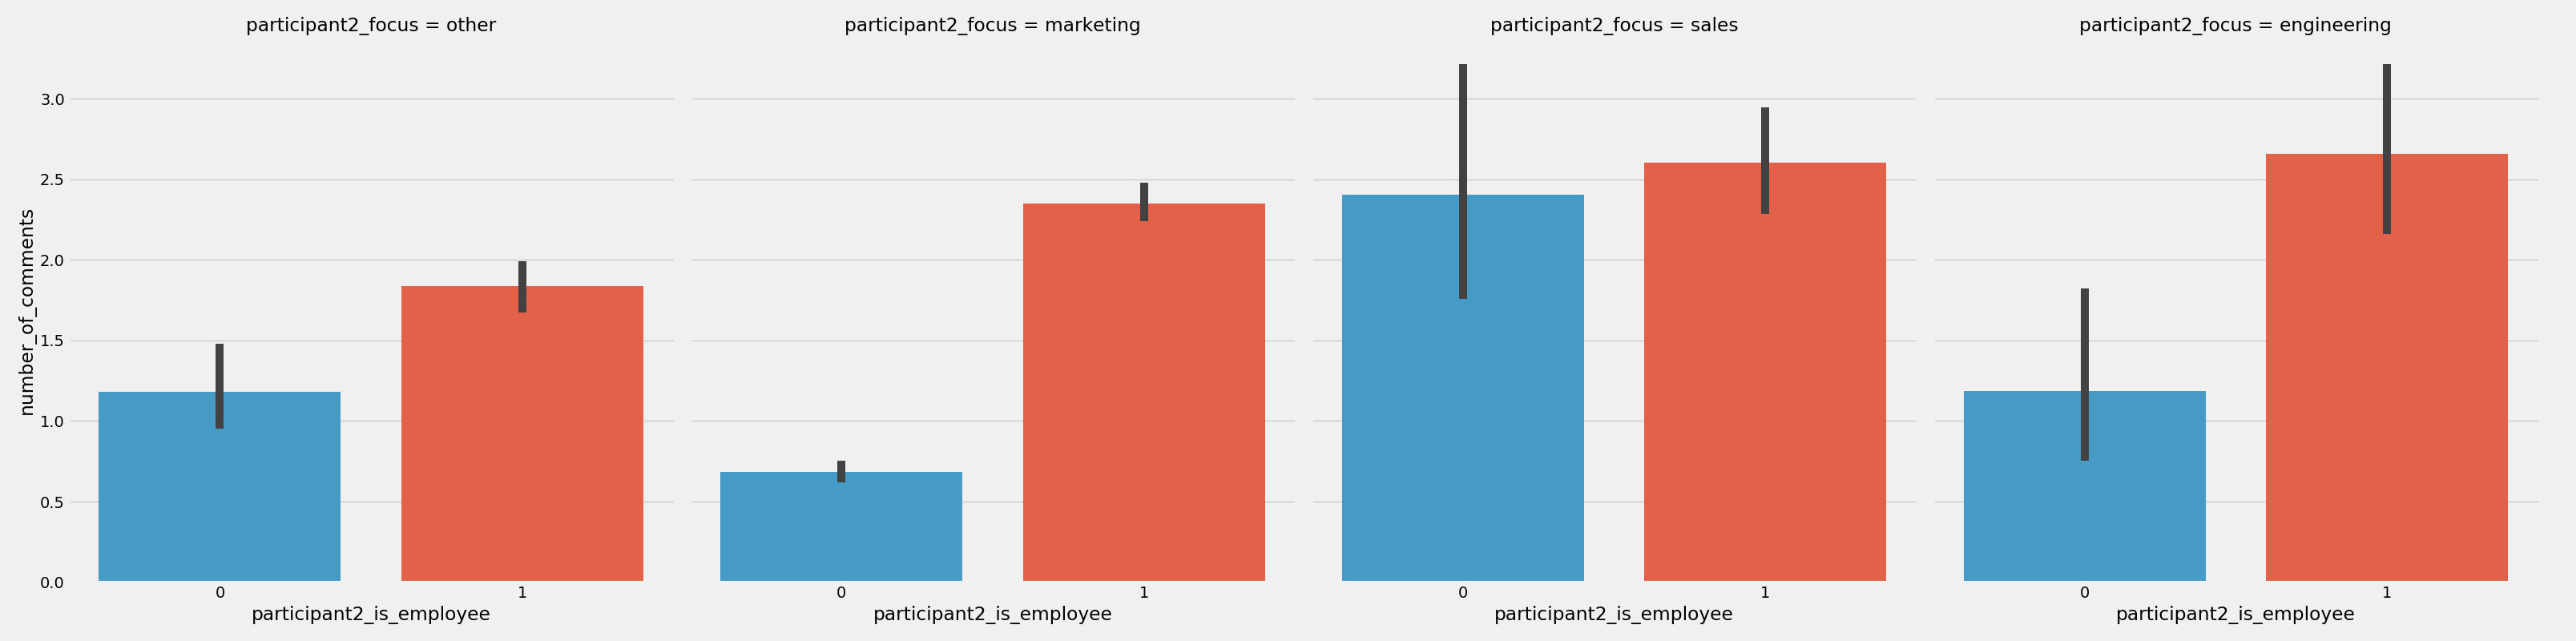 participant2_focus = other
participant2_focus = marketing
participant2_focus = sales
participant2_focus = engineering
number_of_comments
3.0
2.5
2.0
1.5
1.0
0.5
0.0
0
1
0
1
0
1
0
1
participant2_is_employee
participant2_is_employee
participant2_is_employee
participant2_is_employee